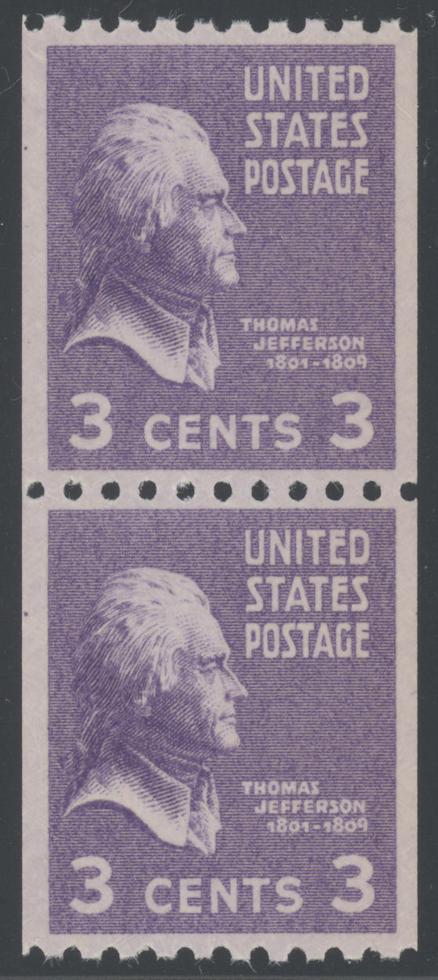 UNITED
STATES
POSTAGE
THOMAS
JEFFERSON
1801-1809
3 CENTS 3
UNITED
STATES
POSTAGE
THOMAS
JEFFERSON
1801-1809
3 CENTS 3